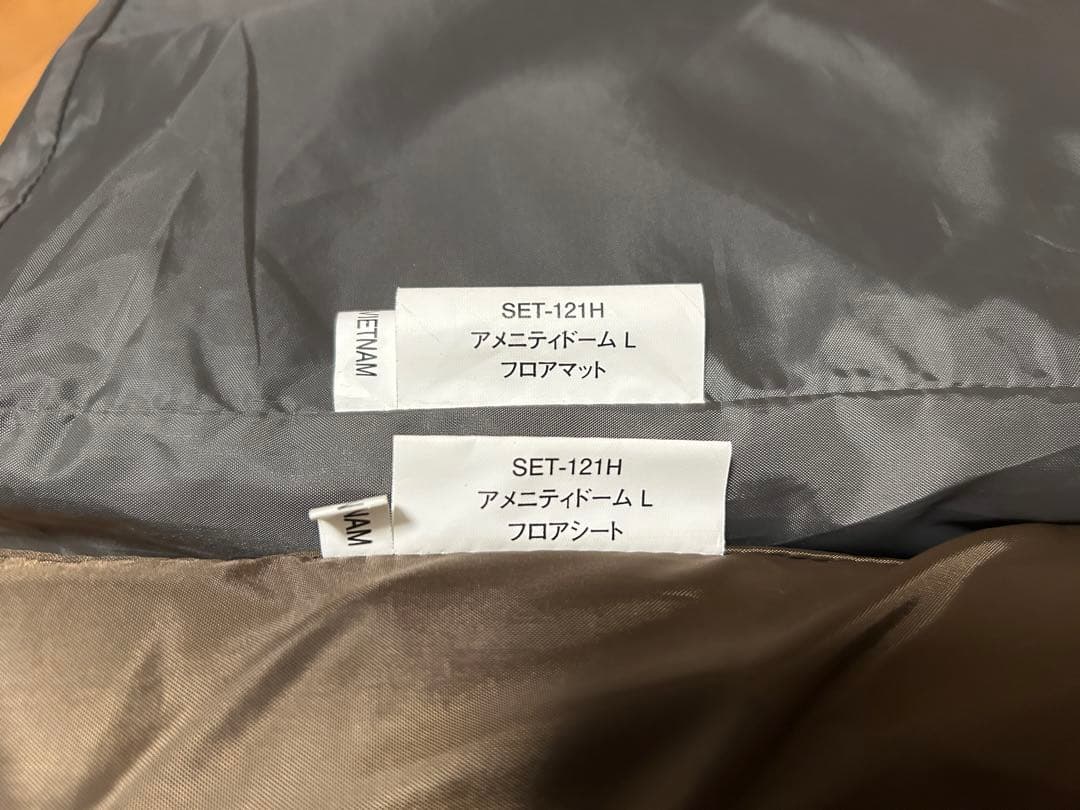 VIETNAM
SET-121H
アメニティドーム L
フロアマット
NAM
SET-121H
アメニティドーム L
フロアシート